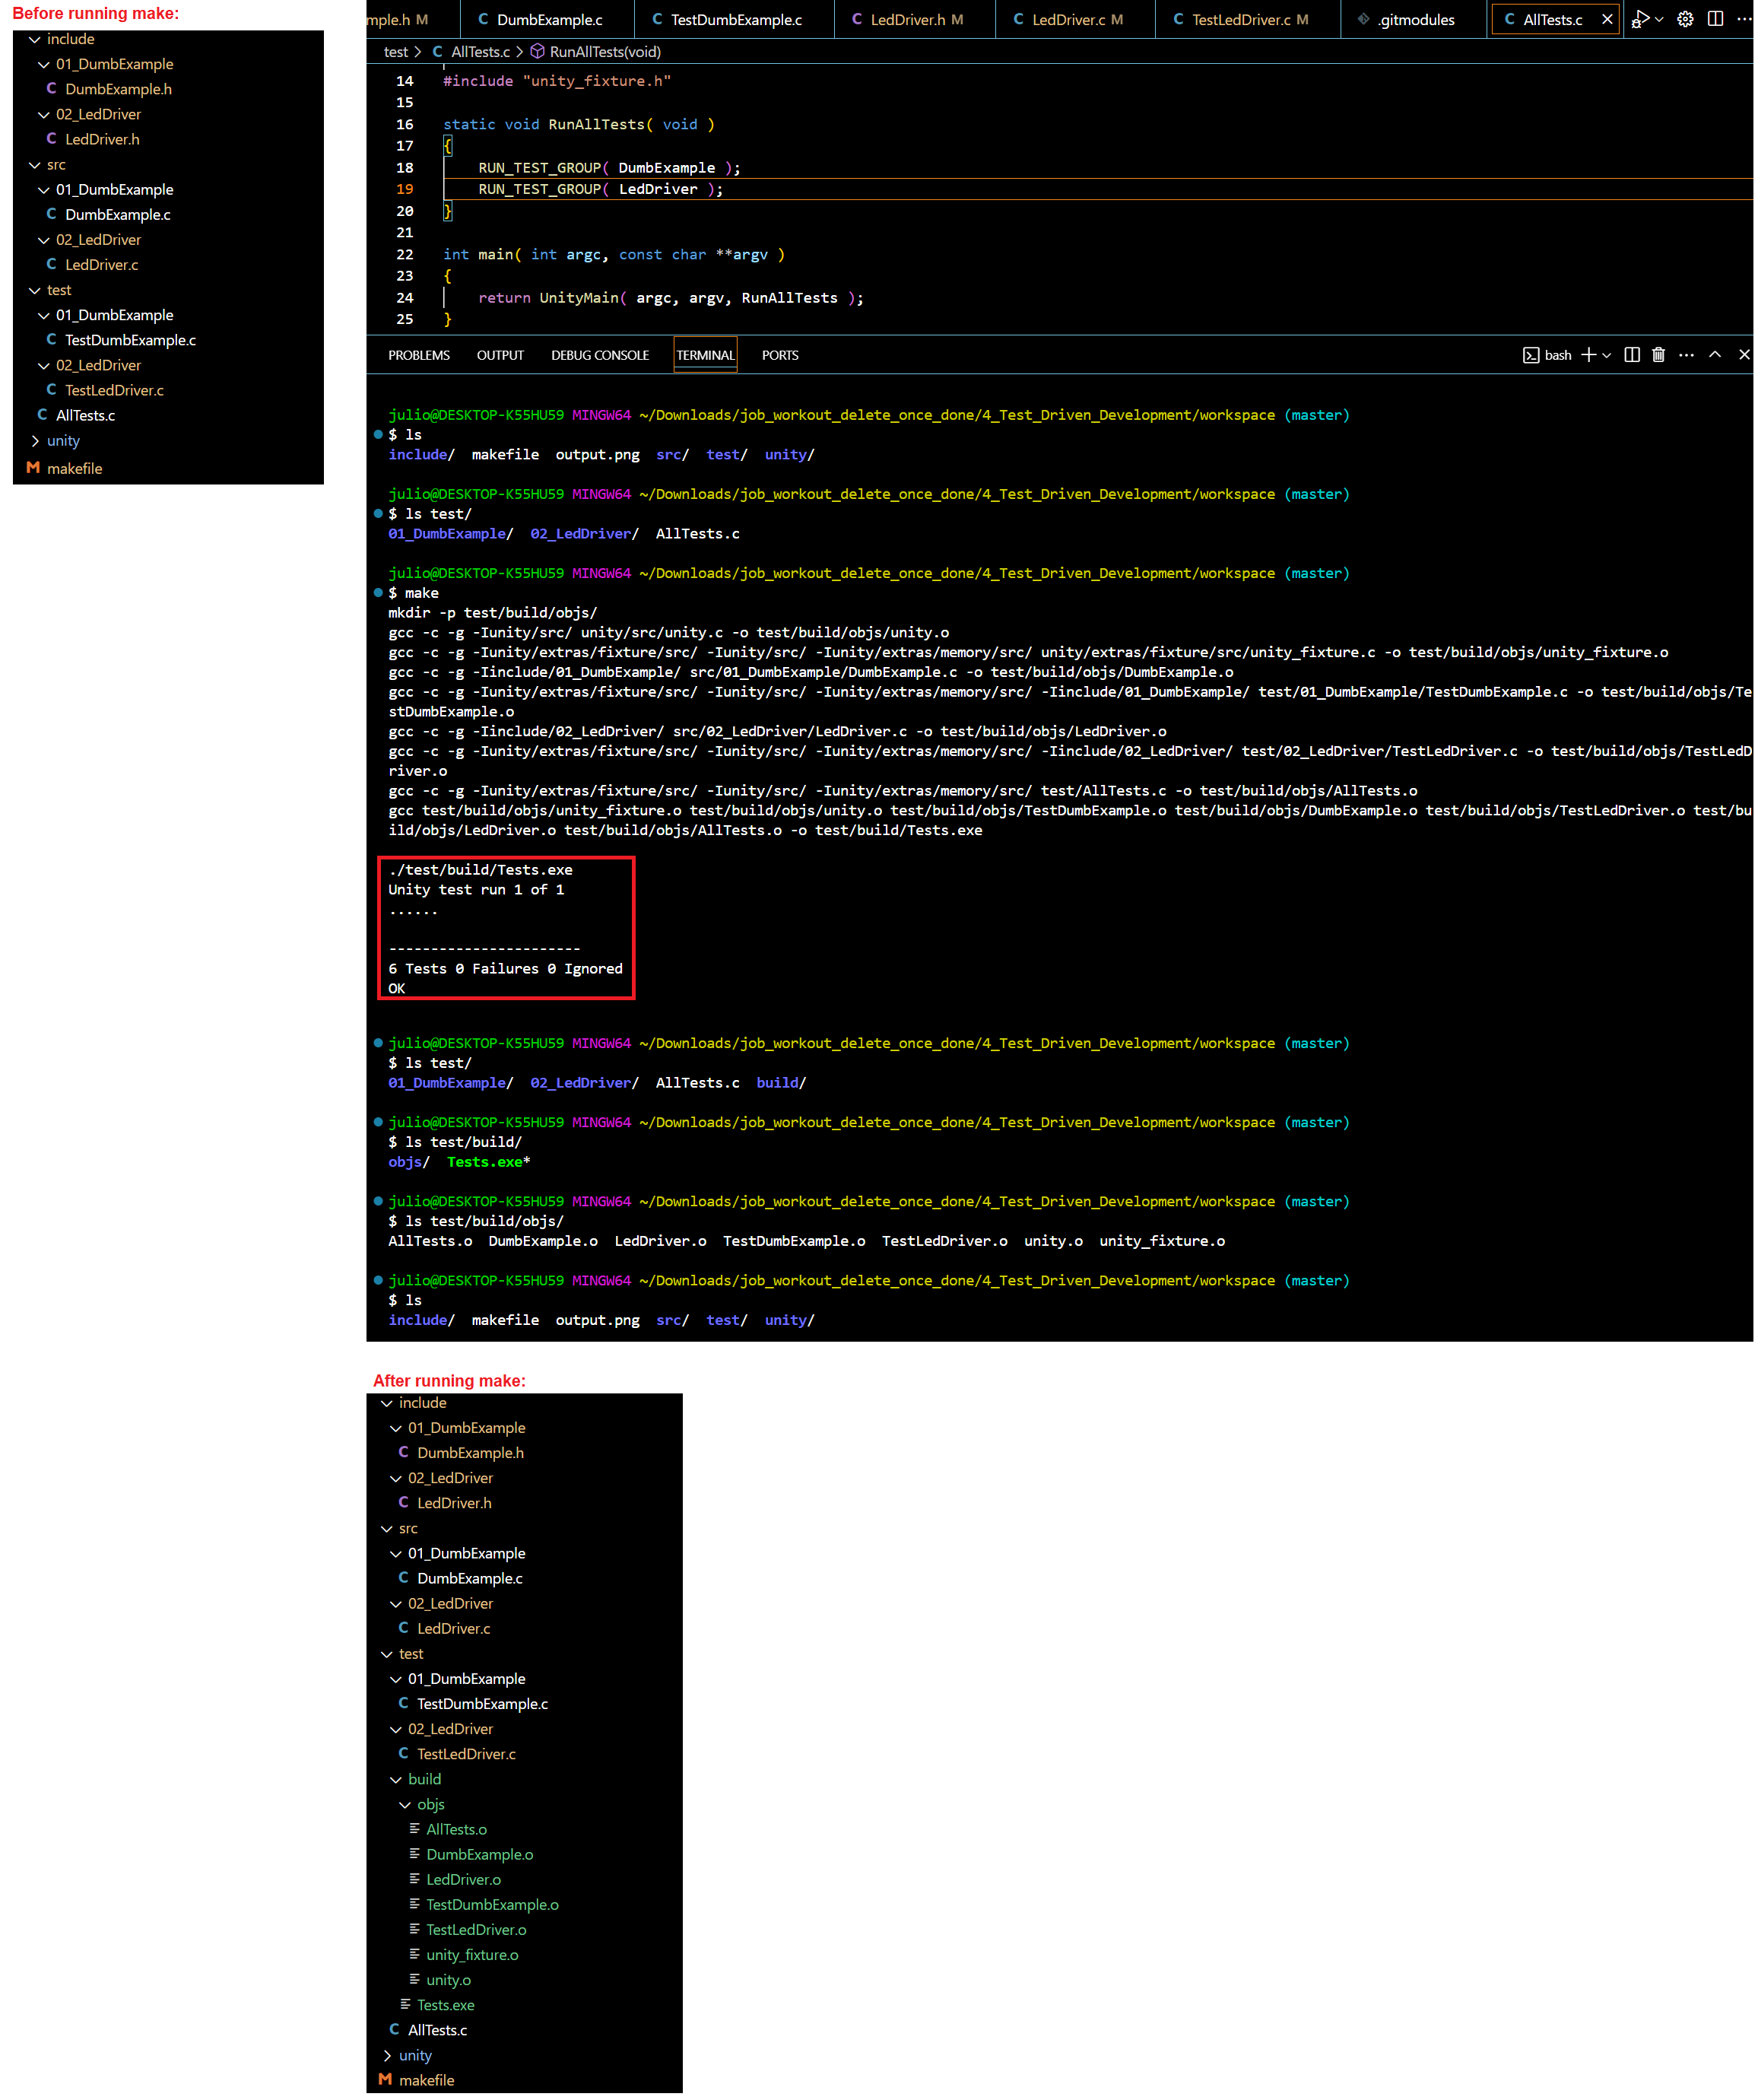 Before running make:
include
01_DumbExample
C DumbExample.h
02_LedDriver
C LedDriver.h
src
01_DumbExample
C DumbExample.c
02_LedDriver
C LedDriver.c
test
01_DumbExample
C TestDumbExample.c
02_LedDriver
C TestLedDriver.c
C AllTests.c
unity
M makefile
mple.h M C DumbExample.c C TestDumbExample.c C LedDriver.h M C LedDriver.c M C TestLedDriver.c M .gitmodules C AllTests.c
test > C AllTests.c > RunAllTests(void)
14 #include "unity_fixture.h"
15
16 static void RunAllTests( void )
17 {
18 RUN_TEST_GROUP( DumbExample );
19 RUN_TEST_GROUP( LedDriver );
20 }
21
22 int main( int argc, const char **argv )
23 {
24 return UnityMain( argc, argv, RunAllTests );
25 }
PROBLEMS OUTPUT DEBUG CONSOLE TERMINAL PORTS bash
julio@DESKTOP-K55HU59 MINGW64 ~/Downloads/job_workout_delete_once_done/4_Test_Driven_Development/workspace (master)
$ ls
include/ makefile output.png src/ test/ unity/
julio@DESKTOP-K55HU59 MINGW64 ~/Downloads/job_workout_delete_once_done/4_Test_Driven_Development/workspace (master)
$ ls test/
01_DumbExample/ 02_LedDriver/ AllTests.c
julio@DESKTOP-K55HU59 MINGW64 ~/Downloads/job_workout_delete_once_done/4_Test_Driven_Development/workspace (master)
$ make
mkdir -p test/build/objs/
gcc -c -g -Iunity/src/ unity/src/unity.c -o test/build/objs/unity.o
gcc -c -g -Iunity/extras/fixture/src/ -Iunity/src/ -Iunity/extras/memory/src/ unity/extras/fixture/src/unity_fixture.c -o test/build/objs/unity_fixture.o
gcc -c -g -Iinclude/01_DumbExample/ src/01_DumbExample/DumbExample.c -o test/build/objs/DumbExample.o
gcc -c -g -Iunity/extras/fixture/src/ -Iunity/src/ -Iunity/extras/memory/src/ -Iinclude/01_DumbExample/ test/01_DumbExample/TestDumbExample.c -o test/build/objs/Te
stDumbExample.o
gcc -c -g -Iinclude/02_LedDriver/ src/02_LedDriver/LedDriver.c -o test/build/objs/LedDriver.o
gcc -c -g -Iunity/extras/fixture/src/ -Iunity/src/ -Iunity/extras/memory/src/ -Iinclude/02_LedDriver/ test/02_LedDriver/TestLedDriver.c -o test/build/objs/TestLedD
river.o
gcc -c -g -Iunity/extras/fixture/src/ -Iunity/src/ -Iunity/extras/memory/src/ test/AllTests.c -o test/build/objs/AllTests.o
gcc test/build/objs/unity_fixture.o test/build/objs/unity.o test/build/objs/TestDumbExample.o test/build/objs/DumbExample.o test/build/objs/TestLedDriver.o test/bu
ild/objs/LedDriver.o test/build/objs/AllTests.o -o test/build/Tests.exe
./test/build/Tests.exe
Unity test run 1 of 1
......
-----------------------
6 Tests 0 Failures 0 Ignored
OK
julio@DESKTOP-K55HU59 MINGW64 ~/Downloads/job_workout_delete_once_done/4_Test_Driven_Development/workspace (master)
$ ls test/
01_DumbExample/ 02_LedDriver/ AllTests.c build/
julio@DESKTOP-K55HU59 MINGW64 ~/Downloads/job_workout_delete_once_done/4_Test_Driven_Development/workspace (master)
$ ls test/build/
objs/ Tests.exe*
julio@DESKTOP-K55HU59 MINGW64 ~/Downloads/job_workout_delete_once_done/4_Test_Driven_Development/workspace (master)
$ ls test/build/objs/
AllTests.o DumbExample.o LedDriver.o TestDumbExample.o TestLedDriver.o unity.o unity_fixture.o
julio@DESKTOP-K55HU59 MINGW64 ~/Downloads/job_workout_delete_once_done/4_Test_Driven_Development/workspace (master)
$ ls
include/ makefile output.png src/ test/ unity/
After running make:
include
01_DumbExample
C DumbExample.h
02_LedDriver
C LedDriver.h
src
01_DumbExample
C DumbExample.c
02_LedDriver
C LedDriver.c
test
01_DumbExample
C TestDumbExample.c
02_LedDriver
C TestLedDriver.c
build
objs
AllTests.o
DumbExample.o
LedDriver.o
TestDumbExample.o
TestLedDriver.o
unity_fixture.o
unity.o
Tests.exe
C AllTests.c
unity
M makefile